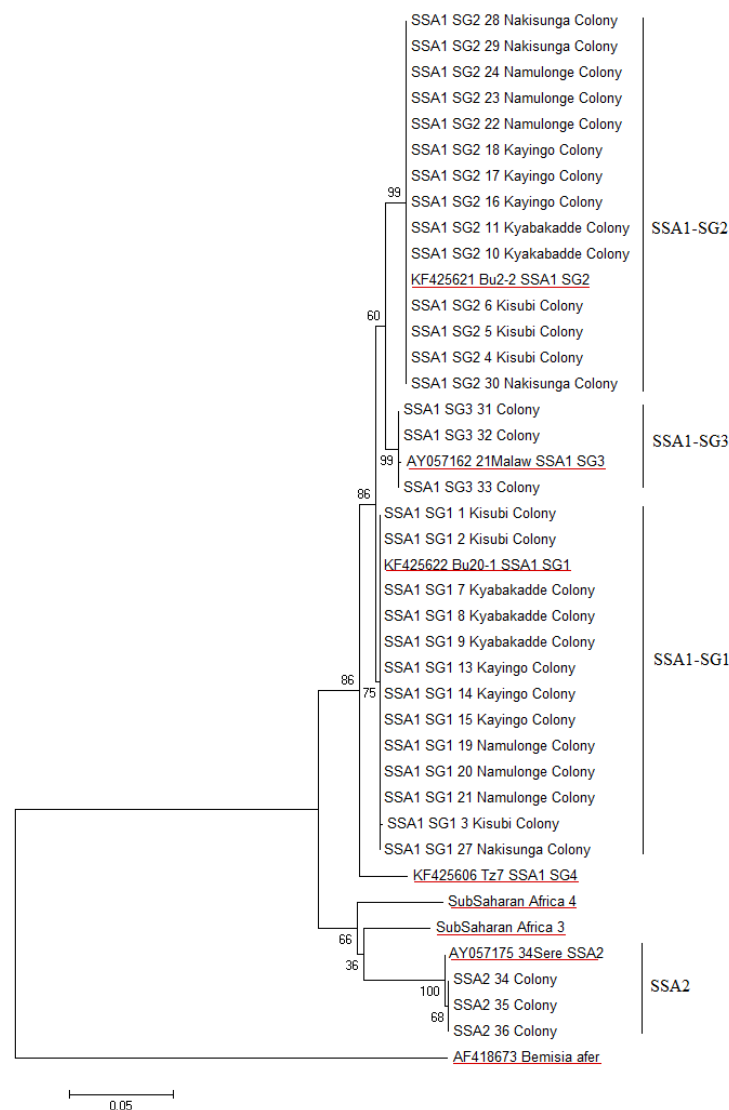 SSA1 SG2 28 Nakisunga Colony
SSA1 SG2 29 Nakisunga Colony
SSA1 SG2 24 Namulonge Colony
SSA1 SG2 23 Namulonge Colony
SSA1 SG2 22 Namulonge Colony
SSA1 SG2 18 Kayingo Colony
SSA1 SG2 17 Kayingo Colony
SSA1 SG2 16 Kayingo Colony
99
SSA1 SG2 11 Kyabakadde Colony
SSA1-SG2
SSA1 SG2 10 Kyakabadde Colony
KF425621 Bu2-2 SSA1 SG2
SSA1 SG2 6 Kisubi Colony
60
SSA1 SG2 5 Kisubi Colony
SSA1 SG2 4 Kisubi Colony
SSA1 SG2 30 Nakisunga Colony
SSA1 SG3 31 Colony
SSA1 SG3 32 Colony
SSA1-SG3
99
AY057162 21Malaw SSA1 SG3
SSA1 SG3 33 Colony
86
SSA1 SG1 1 Kisubi Colony
SSA1 SG1 2 Kisubi Colony
KF425622 Bu20-1 SSA1 SG1
SSA1 SG1 7 Kyabakadde Colony
SSA1 SG1 8 Kyabakadde Colony
SSA1 SG1 9 Kyabakadde Colony
SSA1-SG1
SSA1 SG1 13 Kayingo Colony
86
75
SSA1 SG1 14 Kayingo Colony
SSA1 SG1 15 Kayingo Colony
SSA1 SG1 19 Namulonge Colony
SSA1 SG1 20 Namulonge Colony
SSA1 SG1 21 Namulonge Colony
SSA1 SG1 3 Kisubi Colony
SSA1 SG1 27 Nakisunga Colony
KF425606 Tz7 SSA1 SG4
SubSaharan Africa 4
SubSaharan Africa 3
66
AY057175 34Sere SSA2
36
SSA2 34 Colony
SSA2
100
SSA2 35 Colony
68
SSA2 36 Colony
AF418673 Bemisia afer
0.05